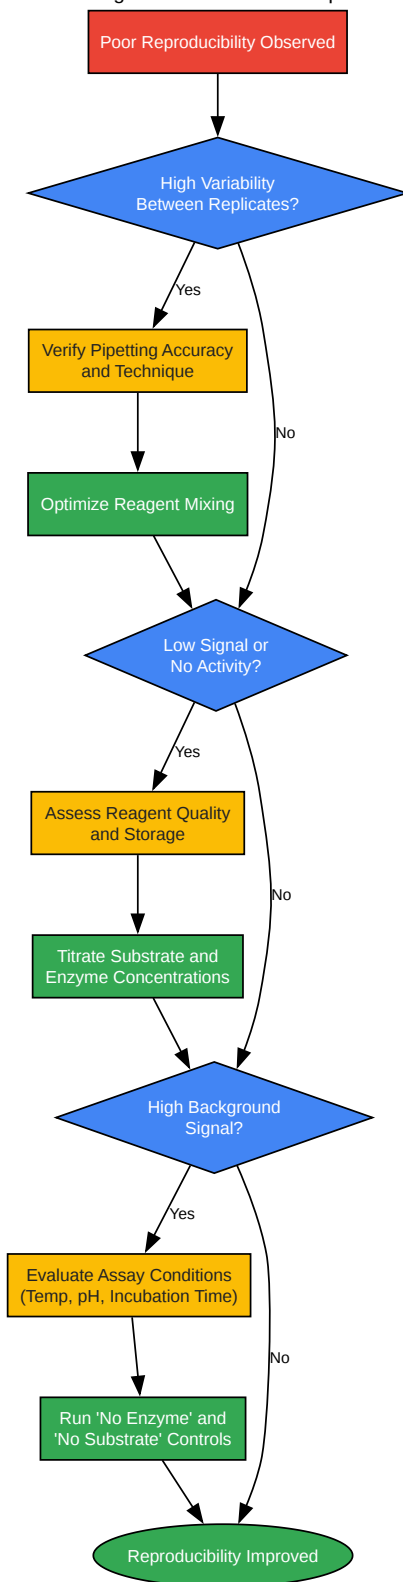 Poor Reproducibility Observed
High Variability
Between Replicates?
Yes
Verify Pipetting Accuracy
and Technique
No
Optimize Reagent Mixing
Low Signal or
No Activity?
Yes
Assess Reagent Quality
and Storage
No
Titrate Substrate and
Enzyme Concentrations
High Background
Signal?
Yes
Evaluate Assay Conditions
(Temp, pH, Incubation Time)
No
Run 'No Enzyme' and
'No Substrate' Controls
Reproducibility Improved